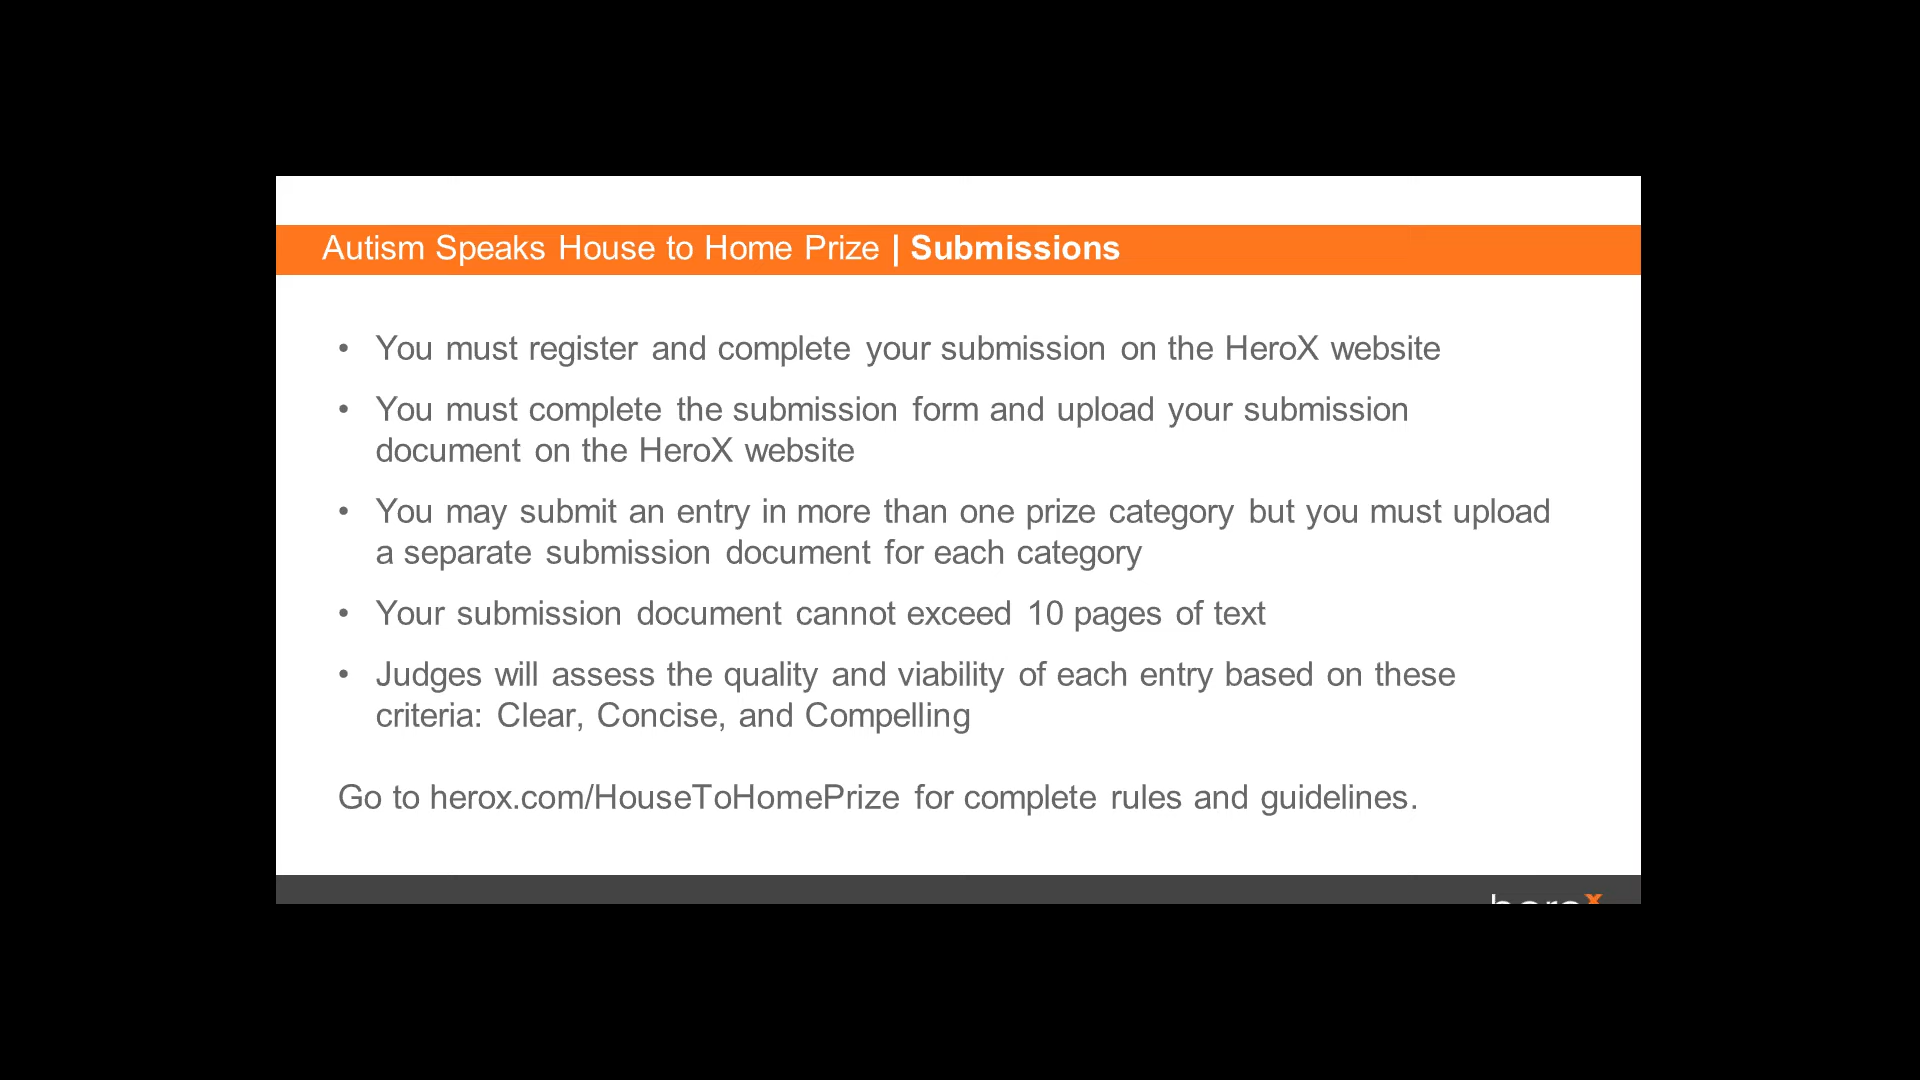 Autism Speaks House to Home Prize | Submissions
• You must register and complete your submission on the HeroX website
• You must complete the submission form and upload your submission
document on the HeroX website
• You may submit an entry in more than one prize category but you must upload
a separate submission document for each category
• Your submission document cannot exceed 10 pages of text
• Judges will assess the quality and viability of each entry based on these
criteria: Clear, Concise, and Compelling
Go to herox.com/HouseToHomePrize for complete rules and guidelines.
herox